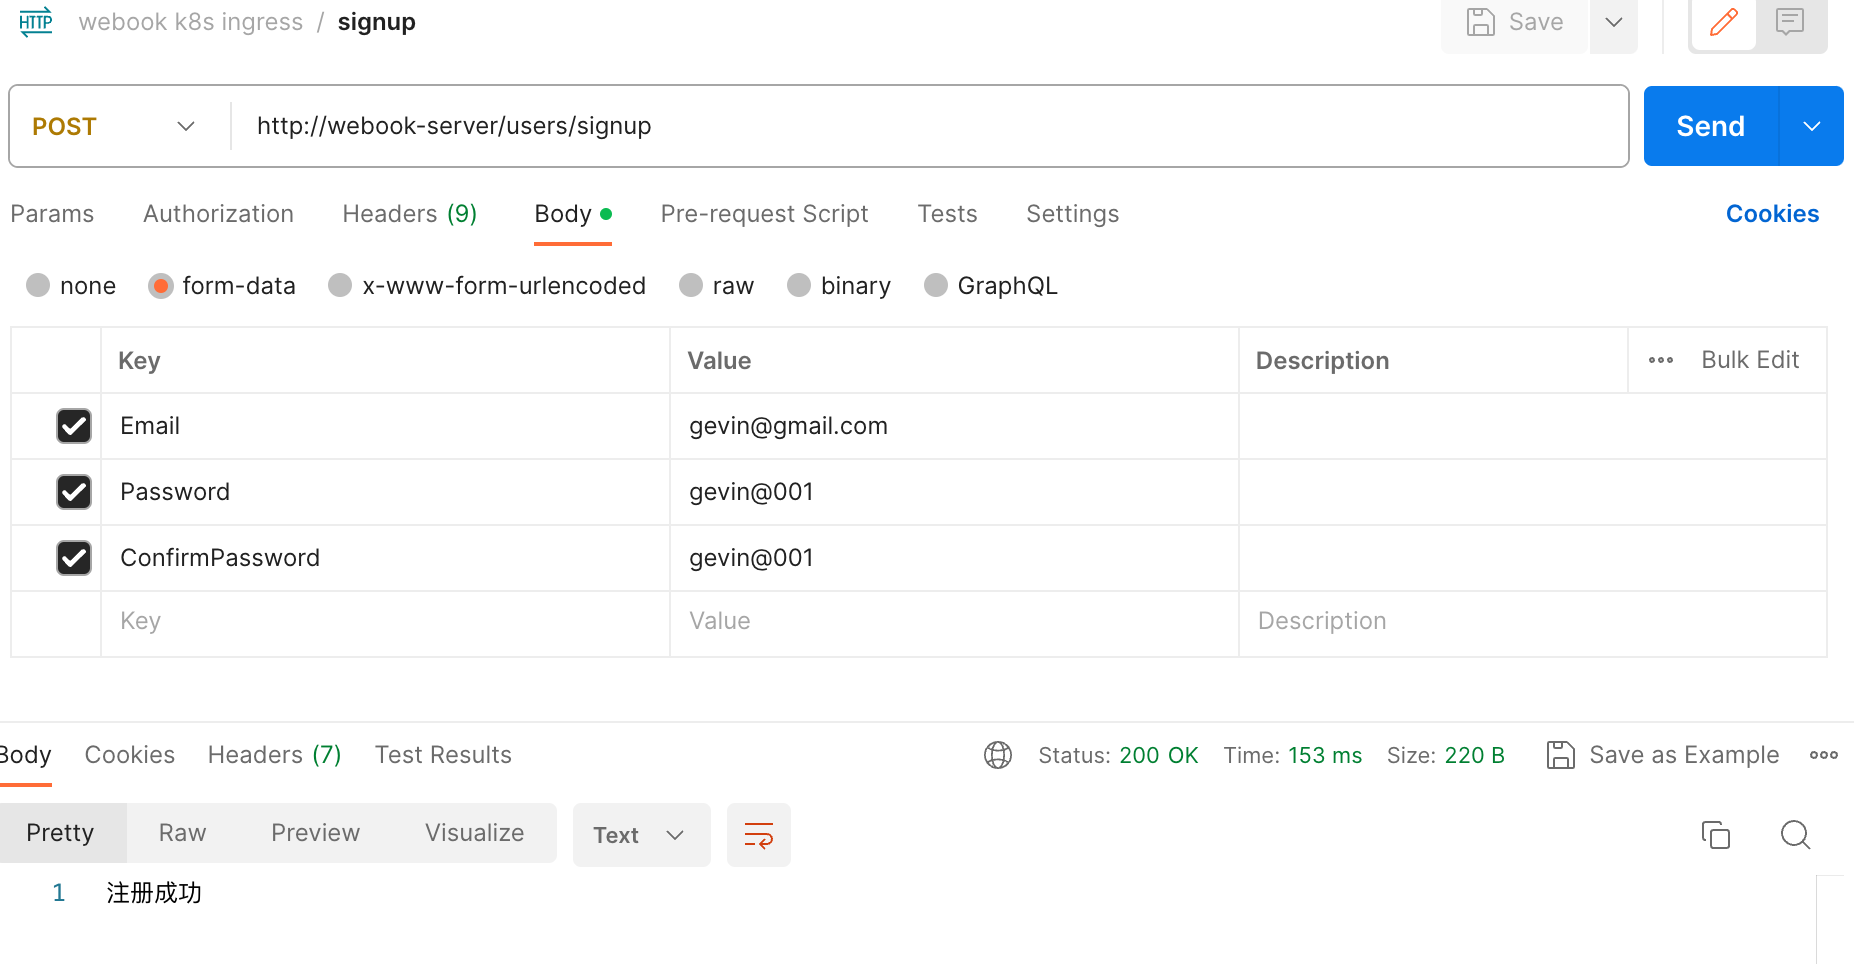 HTTP webook k8s ingress / signup Save
POST http://webook-server/users/signup Send
Params Authorization Headers (9) Body Pre-request Script Tests Settings Cookies
none form-data x-www-form-urlencoded raw binary GraphQL
Key Value Description Bulk Edit
Email gevin@gmail.com
Password gevin@001
ConfirmPassword gevin@001
Key Value Description
Body Cookies Headers (7) Test Results Status: 200 OK Time: 153 ms Size: 220 B Save as Example
Pretty Raw Preview Visualize Text
1 注册成功